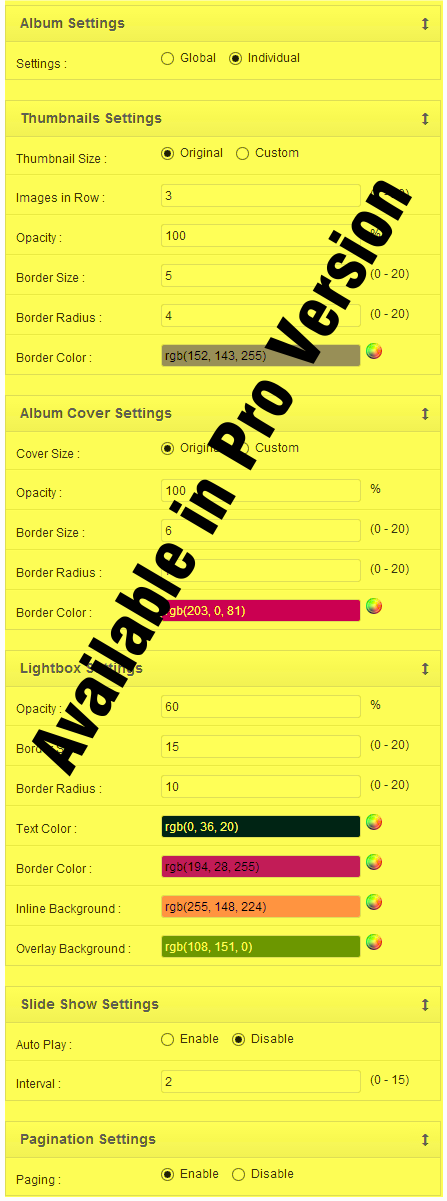 Album Settings
Settings : Global Individual
Thumbnails Settings
Thumbnail Size : Original Custom
Images in Row : 3
Opacity : 100 %
Border Size : 5 (0 - 20)
Border Radius : 4 (0 - 20)
Border Color : rgb(152, 143, 255)
Album Cover Settings
Cover Size : Original Custom
Opacity : 100 %
Border Size : 6 (0 - 20)
Border Radius : (0 - 20)
Border Color : rgb(203, 0, 81)
Lightbox Settings
Opacity : 60 %
Border 15 (0 - 20)
Border Radius : 10 (0 - 20)
Text Color : rgb(0, 36, 20)
Border Color : rgb(194, 28, 255)
Inline Background : rgb(255, 148, 224)
Overlay Background : rgb(108, 151, 0)
Slide Show Settings
Auto Play : Enable Disable
Interval : 2 (0 - 15)
Pagination Settings
Paging : Enable Disable
Available in Pro Version